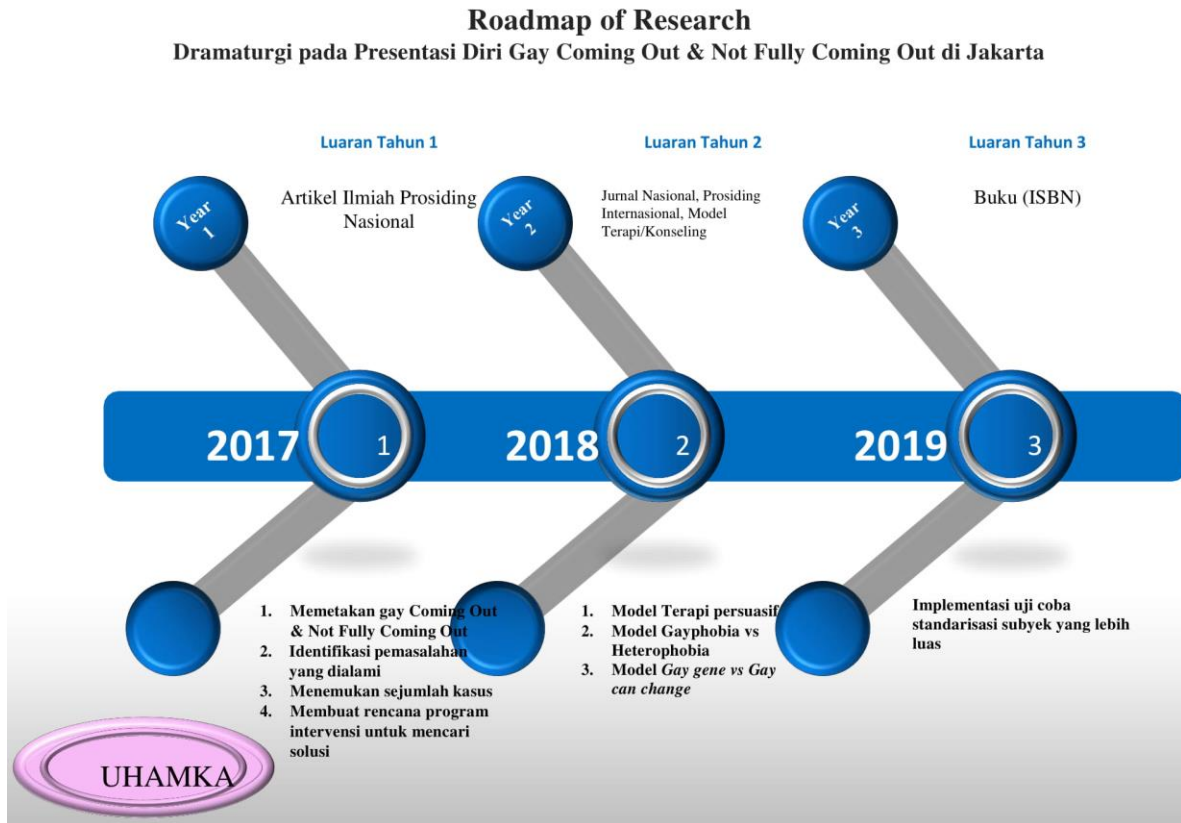 Roadmap of Research
Dramaturgi pada Presentasi Diri Gay Coming Out & Not Fully Coming Out di Jakarta
Luaran Tahun 1
Luaran Tahun 2
Luaran Tahun 3
Year
1
Artikel Ilmiah Prosiding
Nasional
Year
2
Jurnal Nasional, Prosiding
Internasional, Model
Terapi/Konseling
Year
3
Buku (ISBN)
2017 1
2018 2
2019 3
1. Memetakan gay Coming Out
& Not Fully Coming Out
2. Identifikasi pemasalahan
yang dialami
3. Menemukan sejumlah kasus
4. Membuat rencana program
intervensi untuk mencari
solusi
1. Model Terapi persuasif
2. Model Gayphobia vs
Heterophobia
3. Model Gay gene vs Gay
can change
Implementasi uji coba
standarisasi subyek yang lebih
luas
UHAMKA